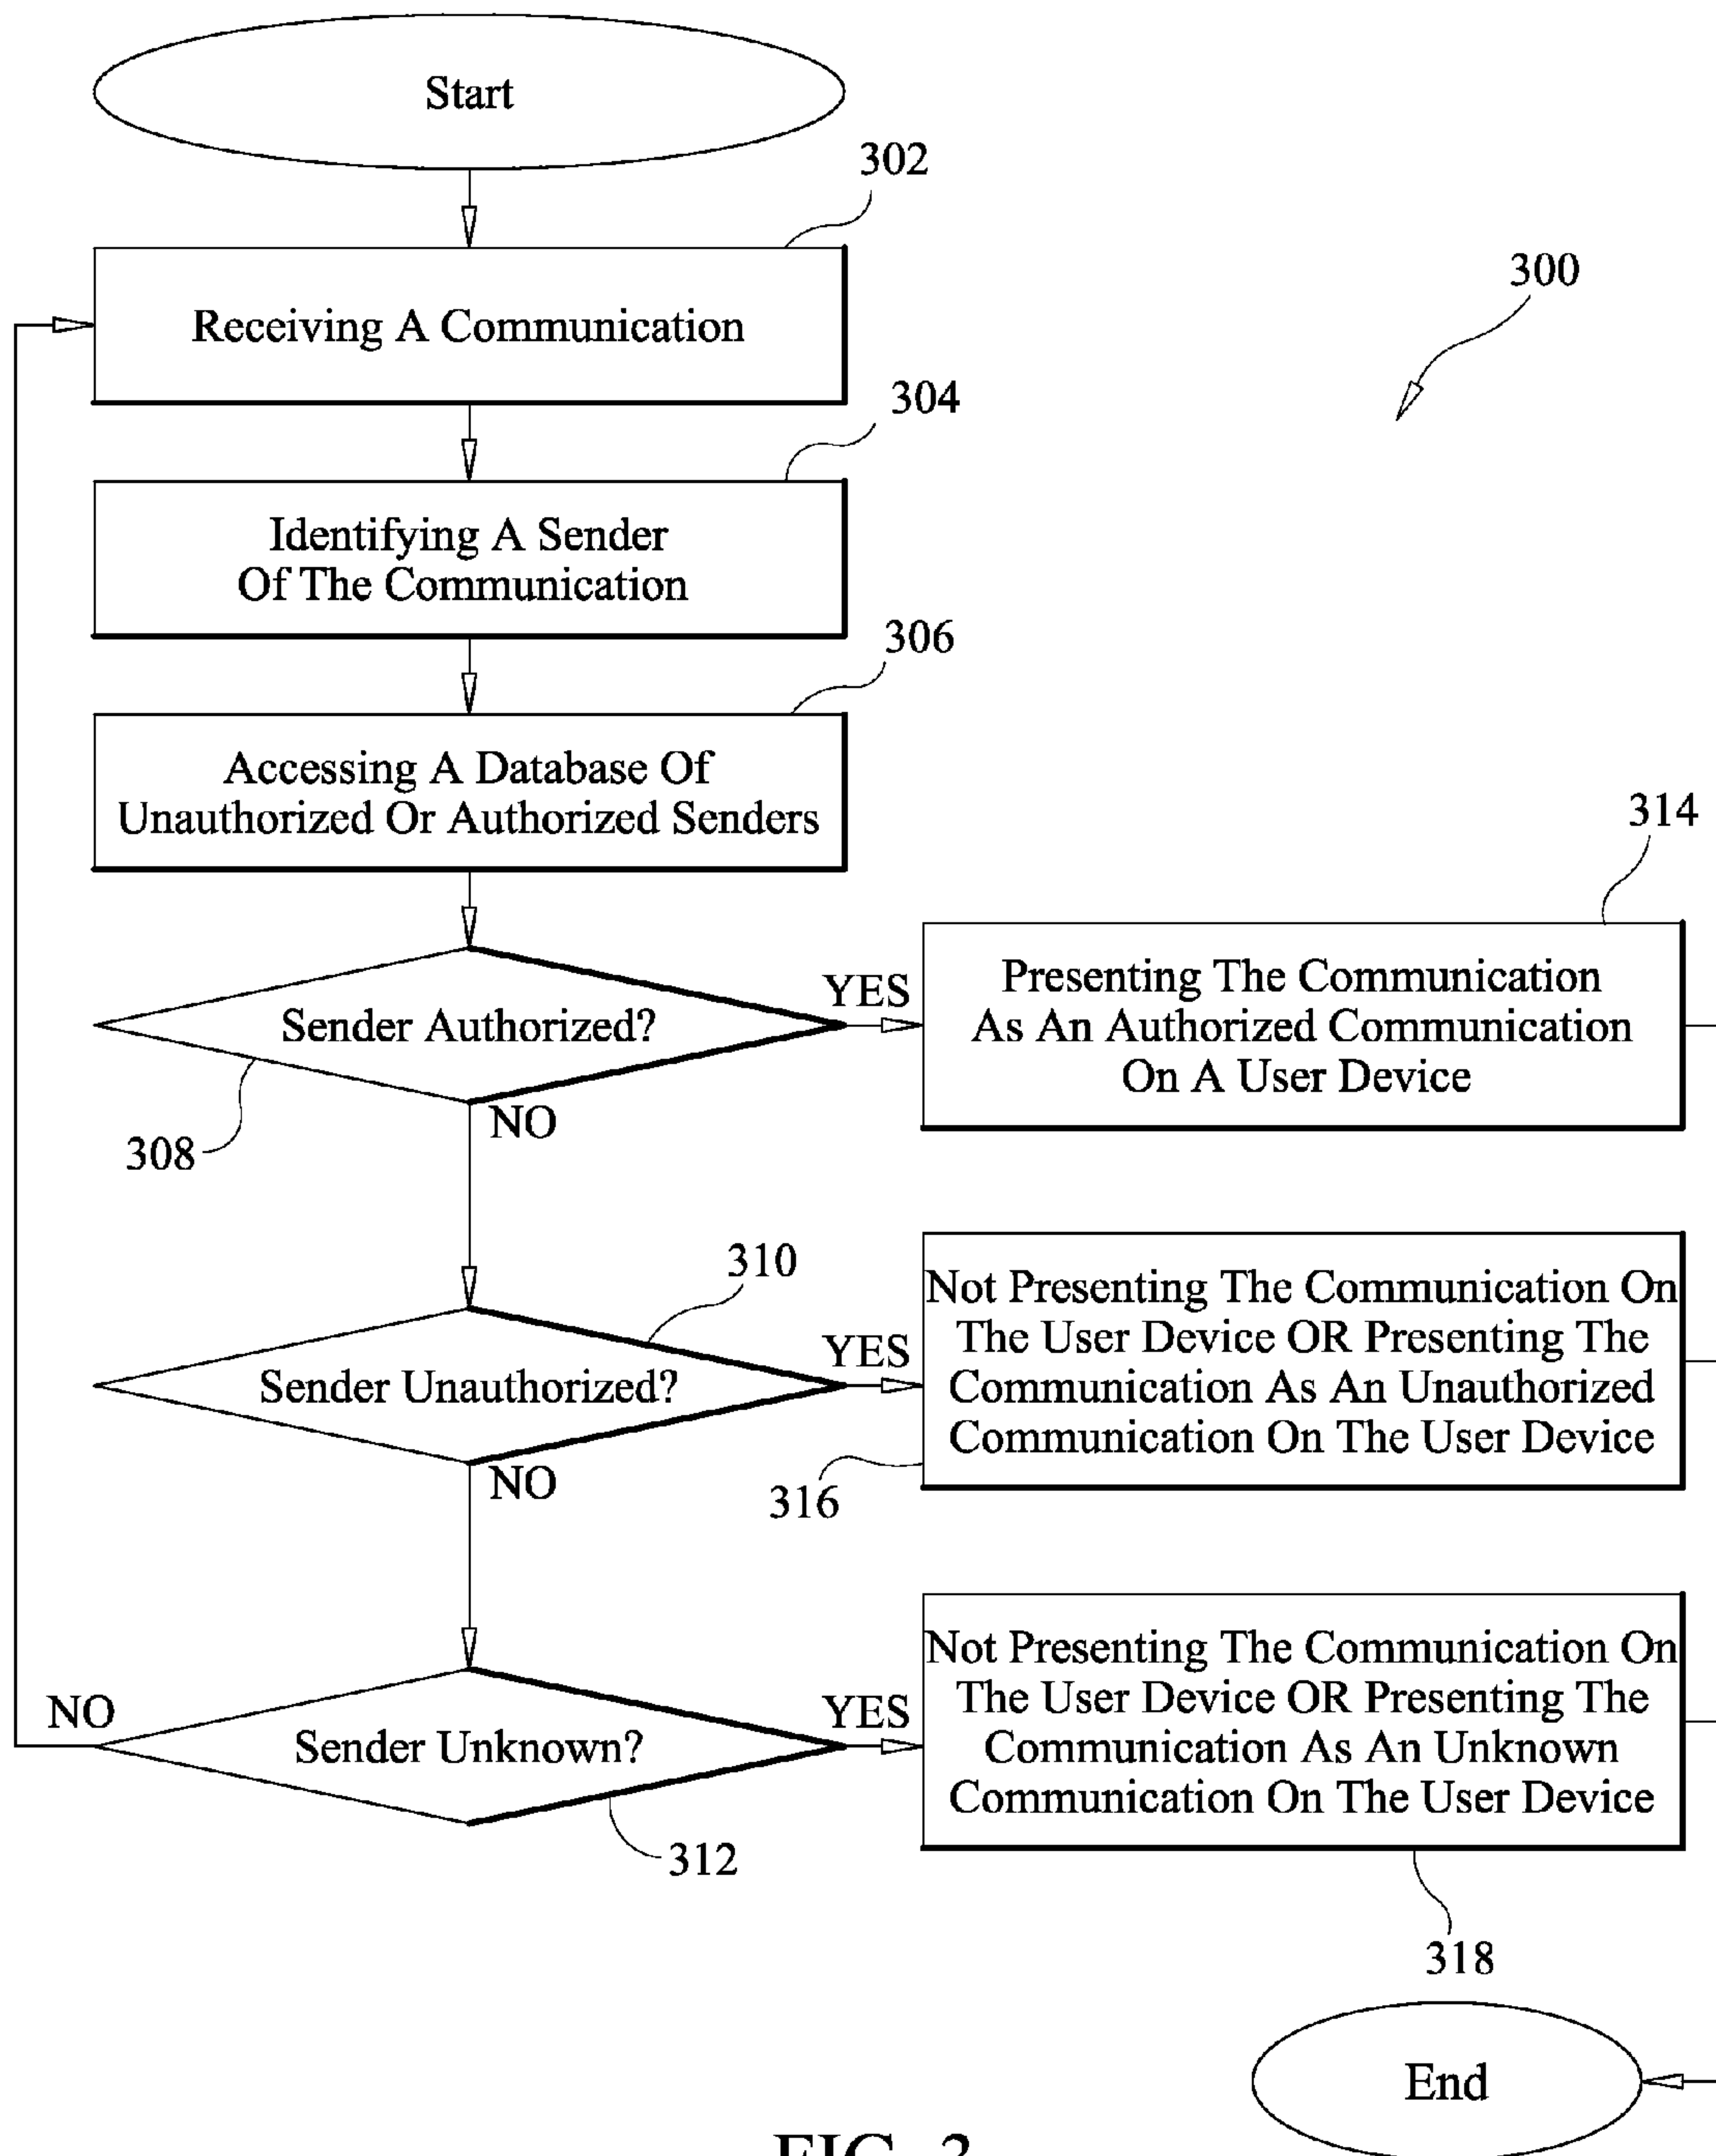 Start
302
300
Receiving A Communication
304
Identifying A Sender
Of The Communication
306
Accessing A Database Of
Unauthorized Or Authorized Senders
314
Sender Authorized?
YES
Presenting The Communication
As An Authorized Communication
On A User Device
NO
308
310
Sender Unauthorized?
YES
Not Presenting The Communication On
The User Device OR Presenting The
Communication As An Unauthorized
Communication On The User Device
NO
316
NO
Sender Unknown?
YES
Not Presenting The Communication On
The User Device OR Presenting The
Communication As An Unknown
Communication On The User Device
312
318
End
FIG. 3